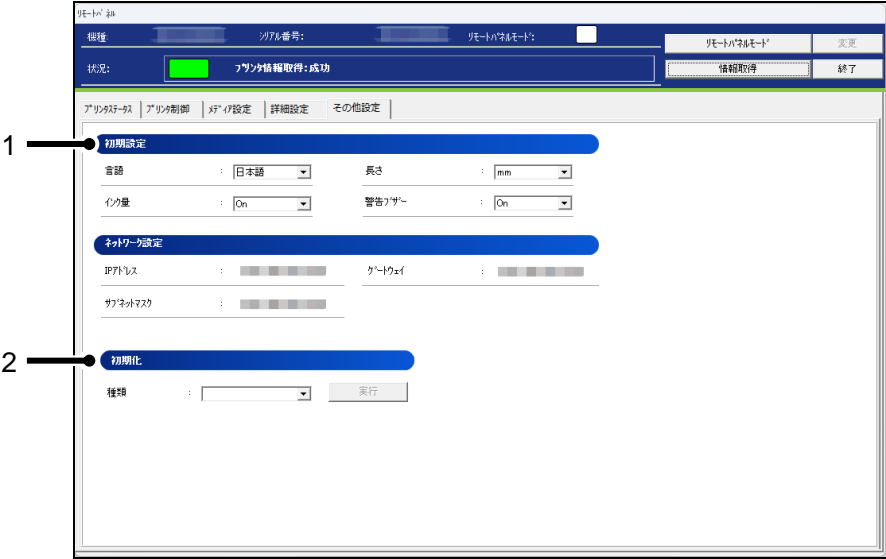 リモートパネル
機種: シリアル番号: リモートパネルモード: リモートパネルモード 変更
状況: プリンタ情報取得:成功 情報取得 終了
プリンタステータス プリンタ制御 メディア設定 詳細設定 その他設定
1 初期設定
言語 : 日本語 長さ : mm
インク量 : On 警告ブザー : On
ネットワーク設定
IPアドレス : ゲートウェイ :
サブネットマスク :
2 初期化
種類 : 実行